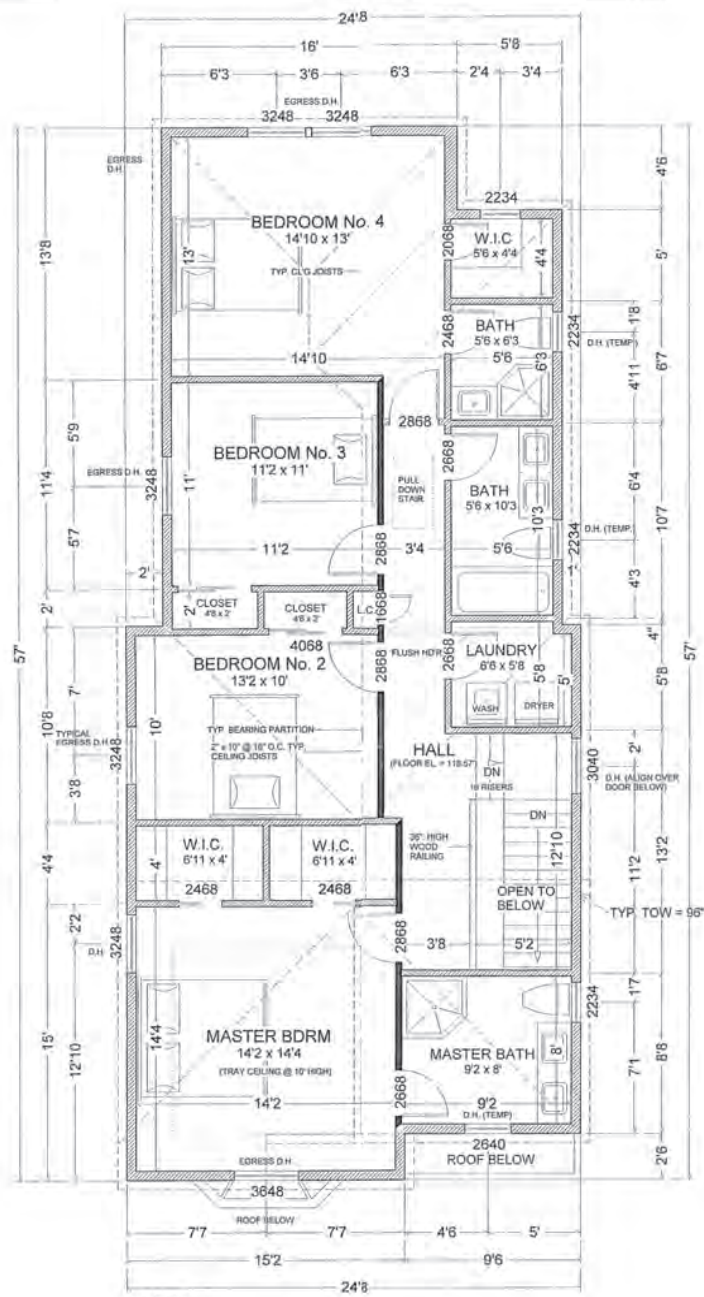 24'8
16'
5'8
6'3
3'6
6'3
2'4
3'4
EGRESS D.H.
3248
3248
EGRESS
D.H.
4'6
2234
BEDROOM No. 4
14'10 x 13'
13'
TYP. CL'G JOISTS
2068
W.I.C
5'6 x 4'4
4'4
5'
13'8
14'10
2468
BATH
5'6 x 6'3
5'6
6'3
2234
D.H. (TEMP)
1'8
4'11
6'7
2868
5'9
11'4
EGRESS D.H.
3248
BEDROOM No. 3
11'2 x 11'
11'
PULL
DOWN
STAIR
2668
BATH
5'6 x 10'3
10'3
5'6
2234
D.H. (TEMP.)
6'4
10'7
5'7
11'2
2868
3'4
1'
4'3
2'
2'
CLOSET
4'8 x 2'
2'
CLOSET
4'6 x 2'
L.C.
1668
4"
57'
57'
4068
BEDROOM No. 2
13'2 x 10'
2868
FLUSH HD'R
2668
LAUNDRY
6'6 x 5'8
5'8
5'
5'8
7'
10'8
10'
TYPICAL
EGRESS D.H.
3248
TYP. BEARING PARTITION
2" x 10" @ 16" O.C. TYP.
CEILING JOISTS
WASH
DRYER
HALL
(FLOOR EL. = 118.57')
DN
16 RISERS
3040
2'
D.H. (ALIGN OVER
DOOR BELOW)
3'8
DN
36" HIGH
WOOD
RAILING
12'10
11'2
13'2
4'4
W.I.C.
6'11 x 4'
4'
W.I.C.
6'11 x 4'
2468
2468
OPEN TO
BELOW
TYP. TOW = 96"
2'2
3248
D.H
2868
3'8
5'2
15'
12'10
MASTER BDRM
14'2 x 14'4
(TRAY CEILING @ 10' HIGH)
14'4
14'2
2668
MASTER BATH
9'2 x 8'
8'
9'2
D.H. (TEMP)
2234
1'7
7'1
8'8
2640
ROOF BELOW
2'6
EGRESS D.H
3648
ROOF BELOW
7'7
7'7
4'6
5'
15'2
9'6
24'8